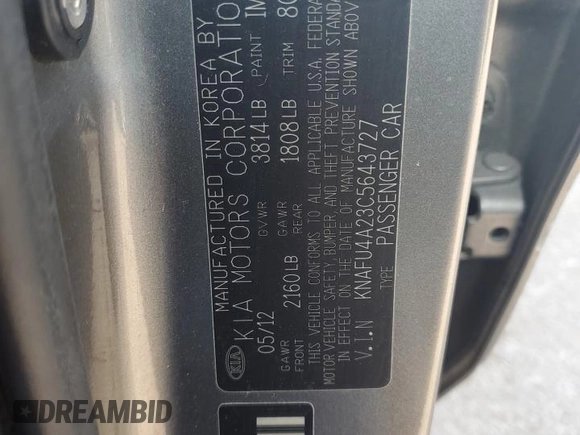 MANUFACTURED IN KOREA BY
KIA KIA MOTORS CORPORATION
05/12 GVWR 3814LB PAINT IM
GAWR FRONT 2160LB GAWR REAR 1808LB TRIM
THIS VEHICLE CONFORMS TO ALL APPLICABLE U.S.A. FEDERA
MOTOR VEHICLE SAFETY, BUMPER, AND THEFT PREVENTION STANDA
IN EFFECT ON THE DATE OF MANUFACTURE SHOWN ABOV
V.I.N KNAFU4A23C5643727
TYPE PASSENGER CAR
DREAMBID